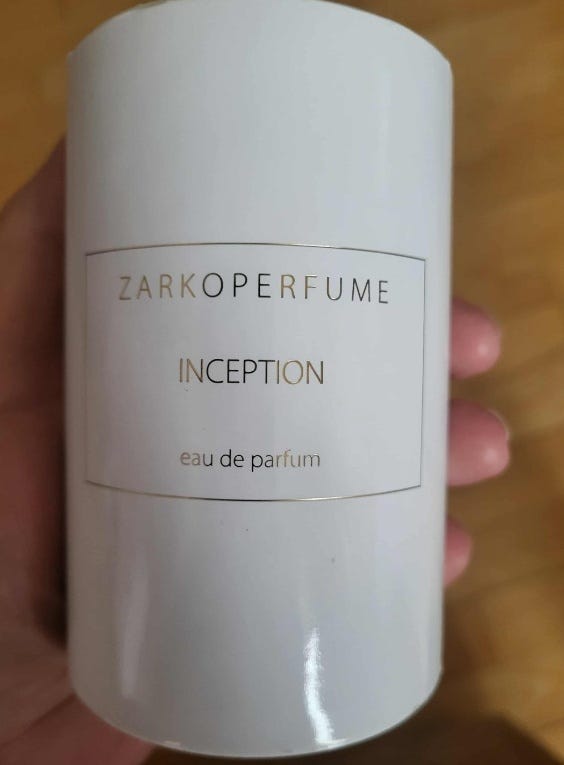 ZARKOPERFUME
INCEPTION
eau de parfum